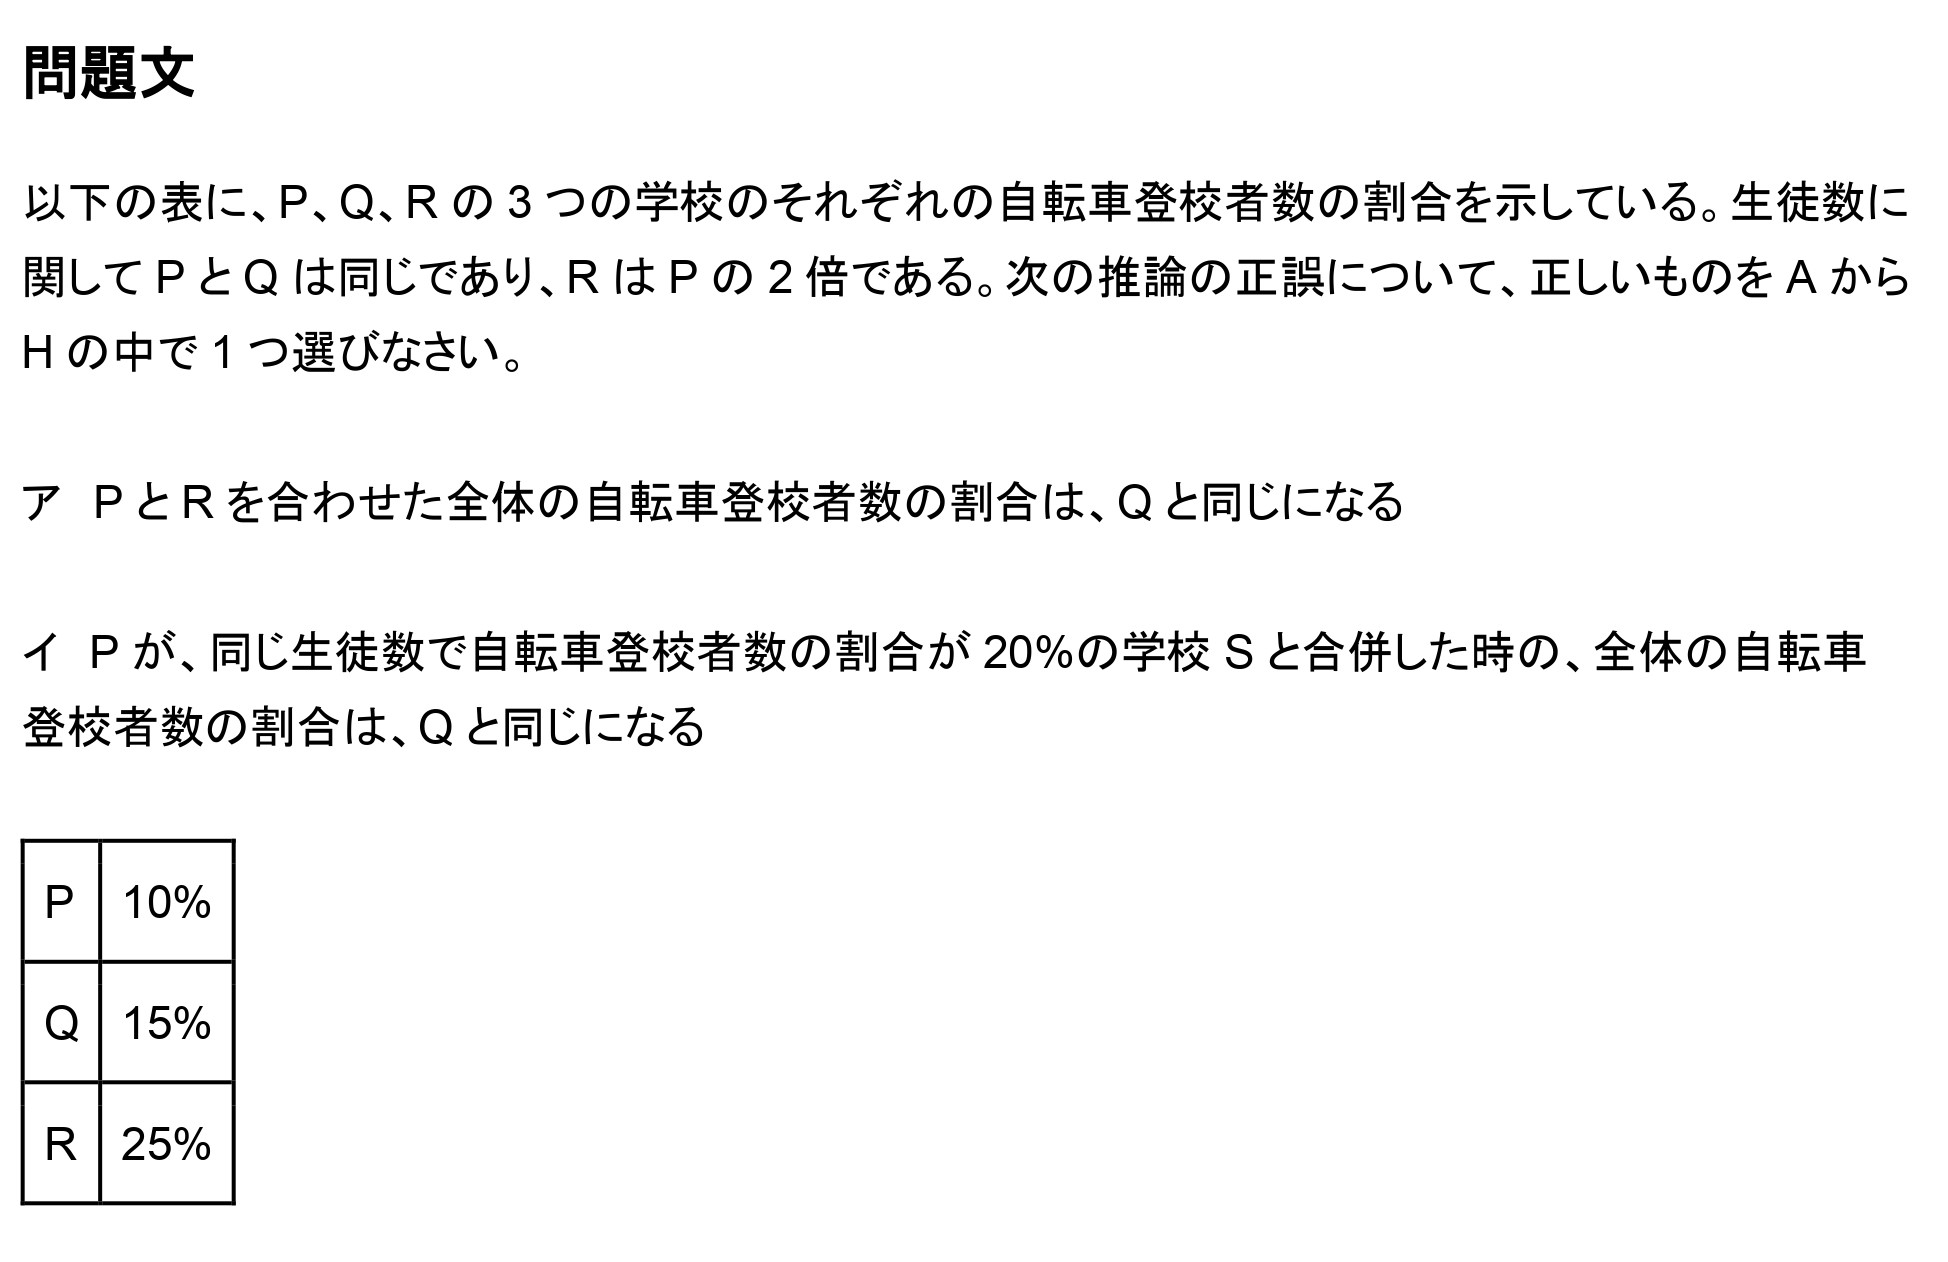 問題文
以下の表に、P、Q、R の 3 つの学校のそれぞれの自転車登校者数の割合を示している。生徒数に
関して P と Q は同じであり、R は P の 2 倍である。次の推論の正誤について、正しいものを A から
H の中で 1 つ選びなさい。
ア　P と R を合わせた全体の自転車登校者数の割合は、Q と同じになる
イ　P が、同じ生徒数で自転車登校者数の割合が 20%の学校 S と合併した時の、全体の自転車
登校者数の割合は、Q と同じになる
P 10%
Q 15%
R 25%